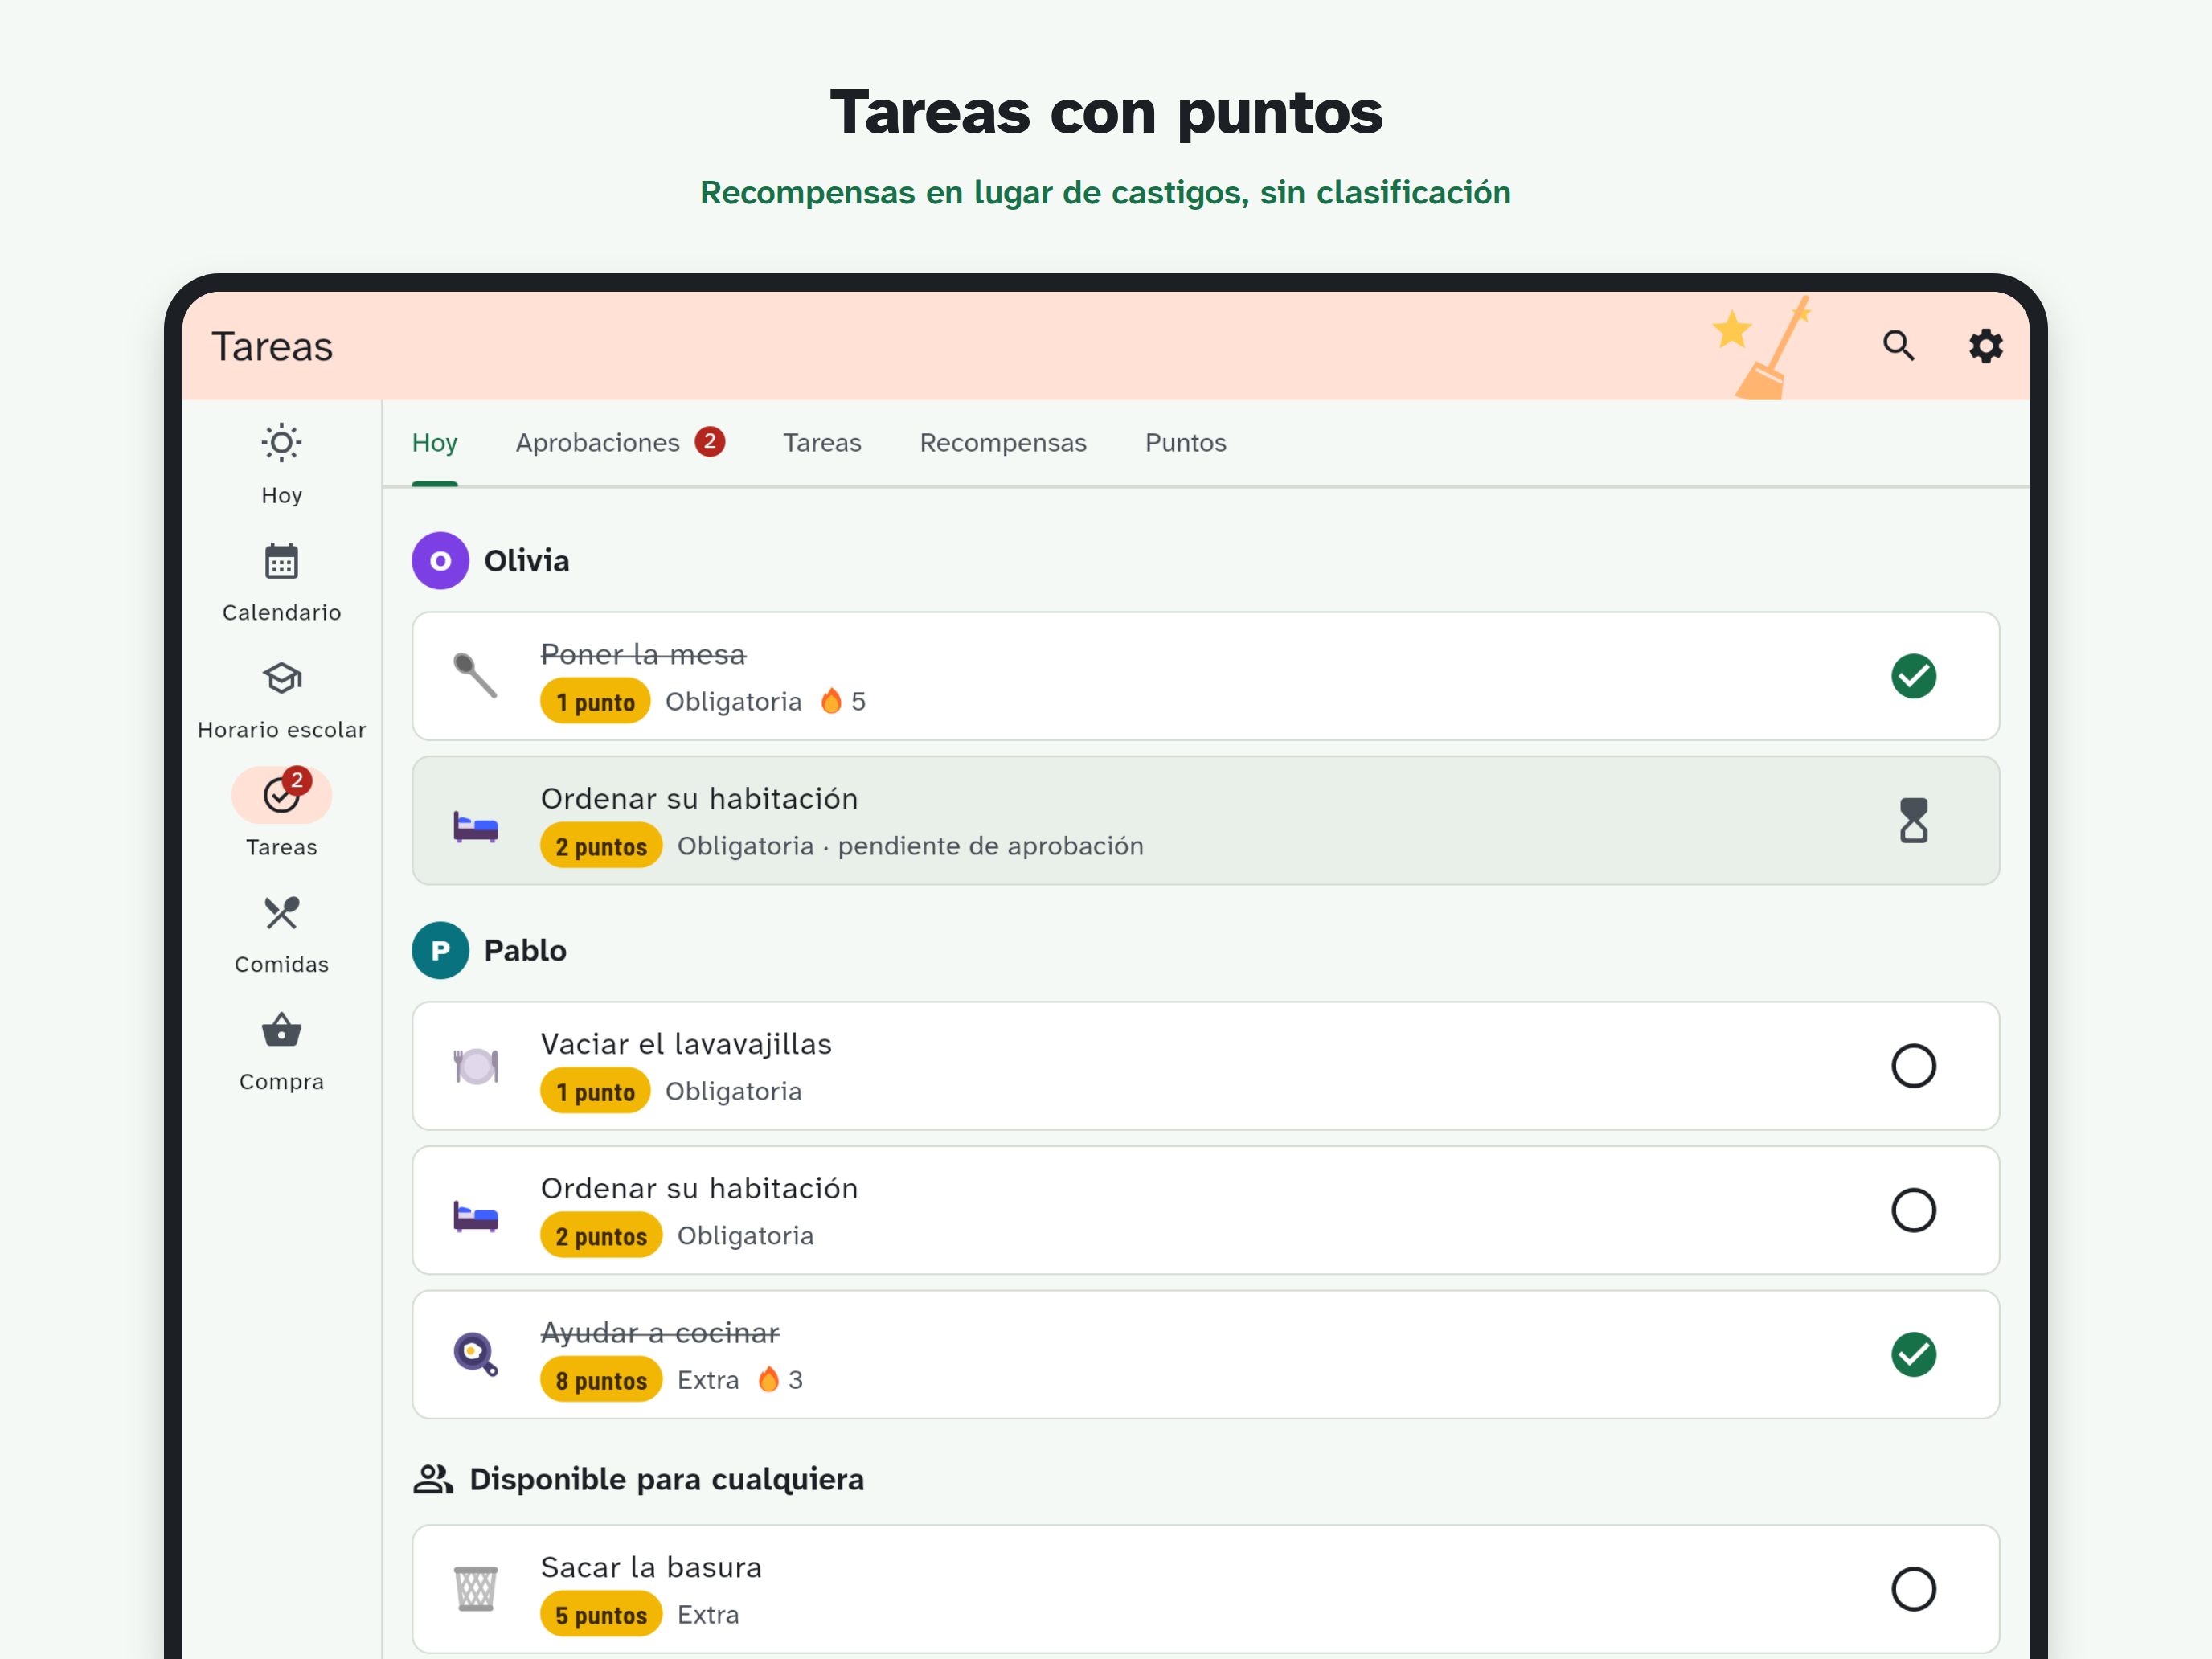 Tareas con puntos
Recompensas en lugar de castigos, sin clasificación
Tareas
Hoy
Calendario
Horario escolar
2
Tareas
Comidas
Compra
Hoy
Aprobaciones 2
Tareas
Recompensas
Puntos
O Olivia
Poner la mesa
1 punto Obligatoria 🔥 5
Ordenar su habitación
2 puntos Obligatoria · pendiente de aprobación
P Pablo
Vaciar el lavavajillas
1 punto Obligatoria
Ordenar su habitación
2 puntos Obligatoria
Ayudar a cocinar
8 puntos Extra 🔥 3
Disponible para cualquiera
Sacar la basura
5 puntos Extra